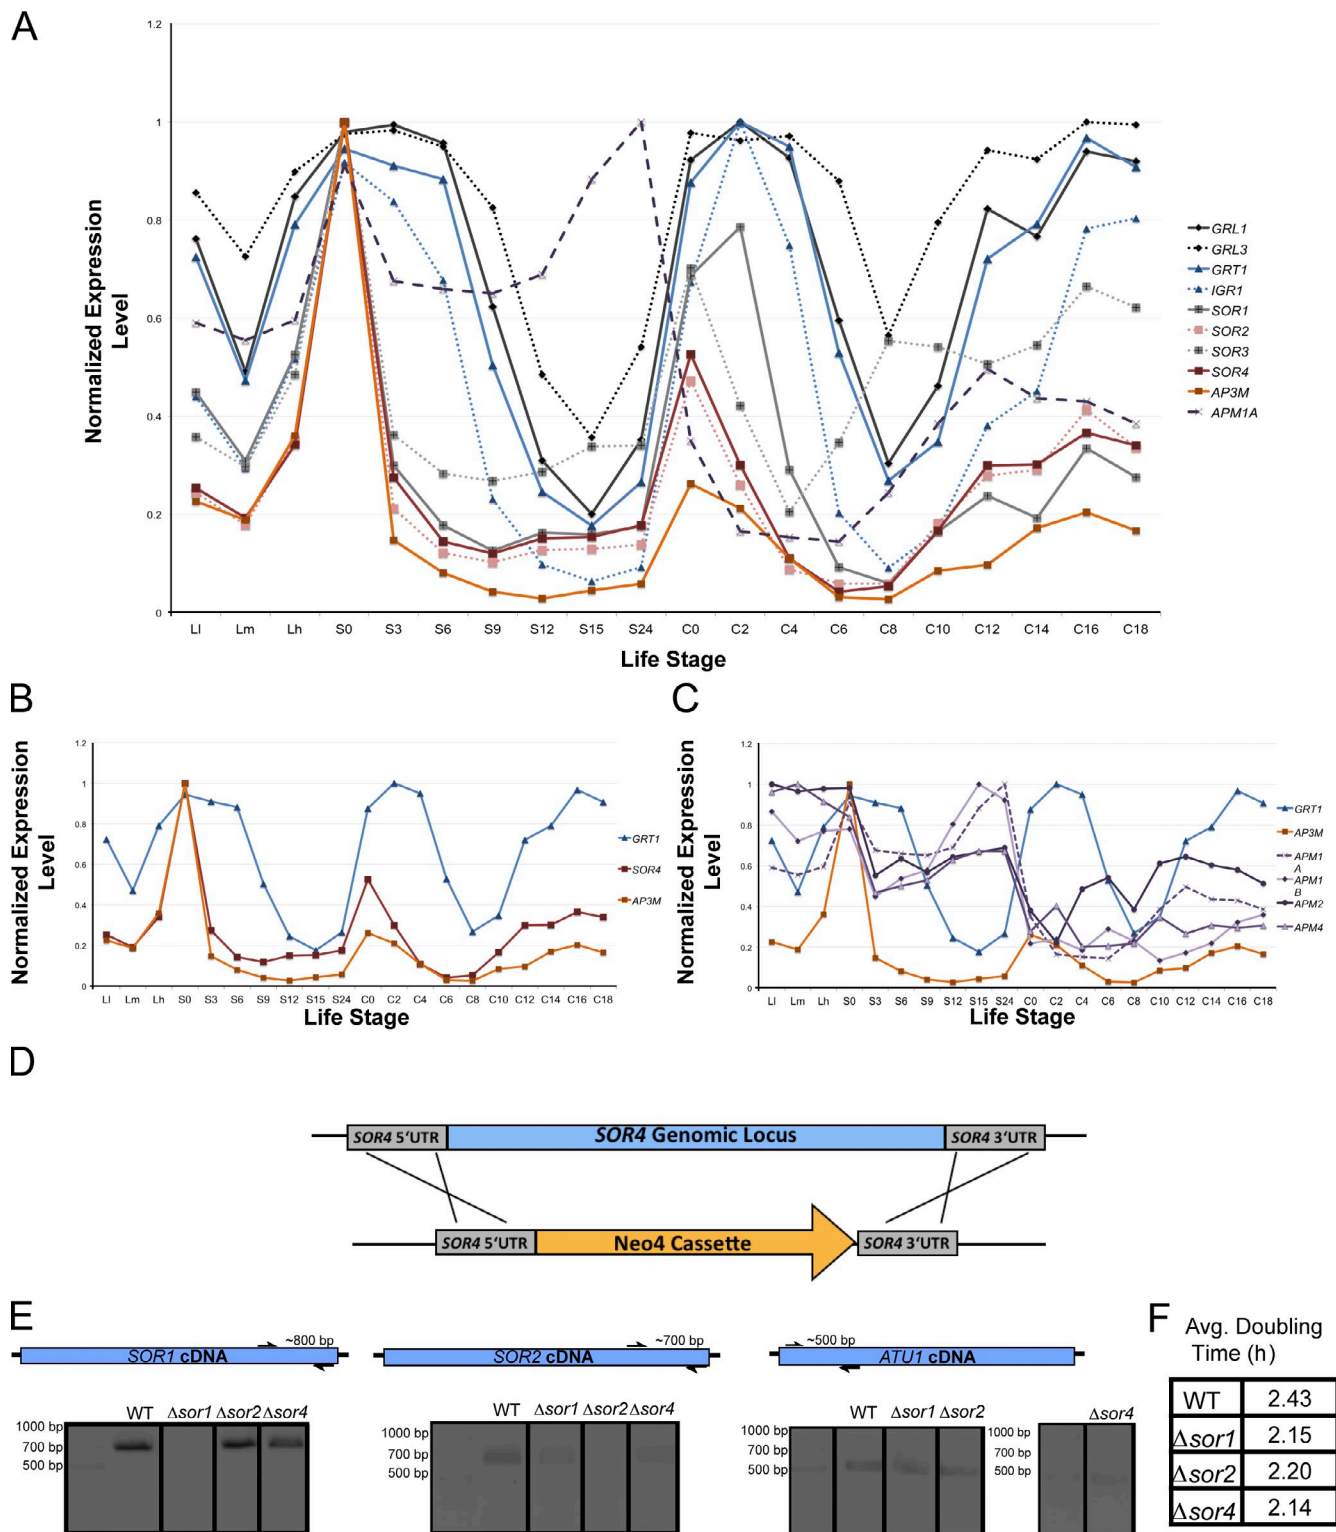 A
1.2
1
0.8
0.6
0.4
0.2
0
Normalized Expression
Level
Ll Lm Lh S0 S3 S6 S9 S12 S15 S24 C0 C2 C4 C6 C8 C10 C12 C14 C16 C18
Life Stage
GRL1
GRL3
GRT1
IGR1
SOR1
SOR2
SOR3
SOR4
AP3M
APM1A
B
Normalized Expression
Level
1.2
1
0.8
0.6
0.4
0.2
0
Ll Lm Lh S0 S3 S6 S9 S12 S15 S24 C0 C2 C4 C6 C8 C10 C12 C14 C16 C18
Life Stage
GRT1
SOR4
AP3M
C
Normalized Expression
Level
1.2
1
0.8
0.6
0.4
0.2
0
Ll Lm Lh S0 S3 S6 S9 S12 S15 S24 C0 C2 C4 C6 C8 C10 C12 C14 C16 C18
Life Stage
GRT1
AP3M
APM1
A
APM1
B
APM2
APM4
D
SOR4 5'UTR SOR4 Genomic Locus SOR4 3'UTR
SOR4 5'UTR Neo4 Cassette SOR4 3'UTR
E
~800 bp
SOR1 cDNA
WT Δsor1 Δsor2 Δsor4
1000 bp
700 bp
500 bp
~700 bp
SOR2 cDNA
WT Δsor1 Δsor2 Δsor4
1000 bp
700 bp
500 bp
~500 bp
ATU1 cDNA
WT Δsor1 Δsor2
1000 bp
700 bp
500 bp
Δsor4
1000 bp
700 bp
500 bp
F
Avg. Doubling
Time (h)
WT 2.43
Δsor1 2.15
Δsor2 2.20
Δsor4 2.14